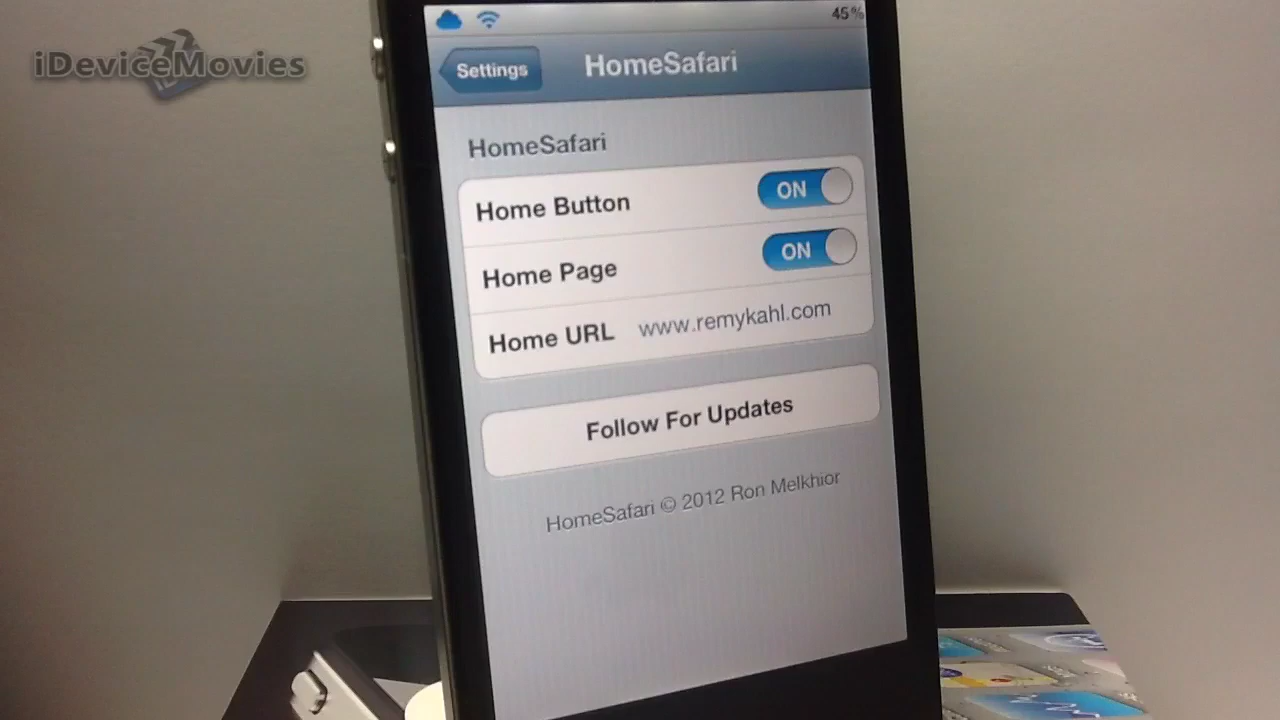 iDeviceMovies
45%
Settings
HomeSafari
HomeSafari
Home Button ON
Home Page ON
Home URL www.remykahl.com
Follow For Updates
HomeSafari © 2012 Ron Melkhior